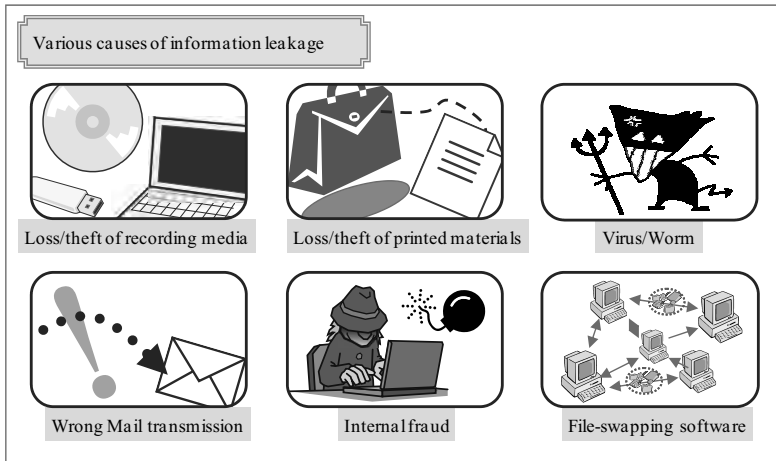 Various causes of information leakage
Loss/theft of recording media
Loss/theft of printed materials
Virus/Worm
Wrong Mail transmission
Internal fraud
File-swapping software